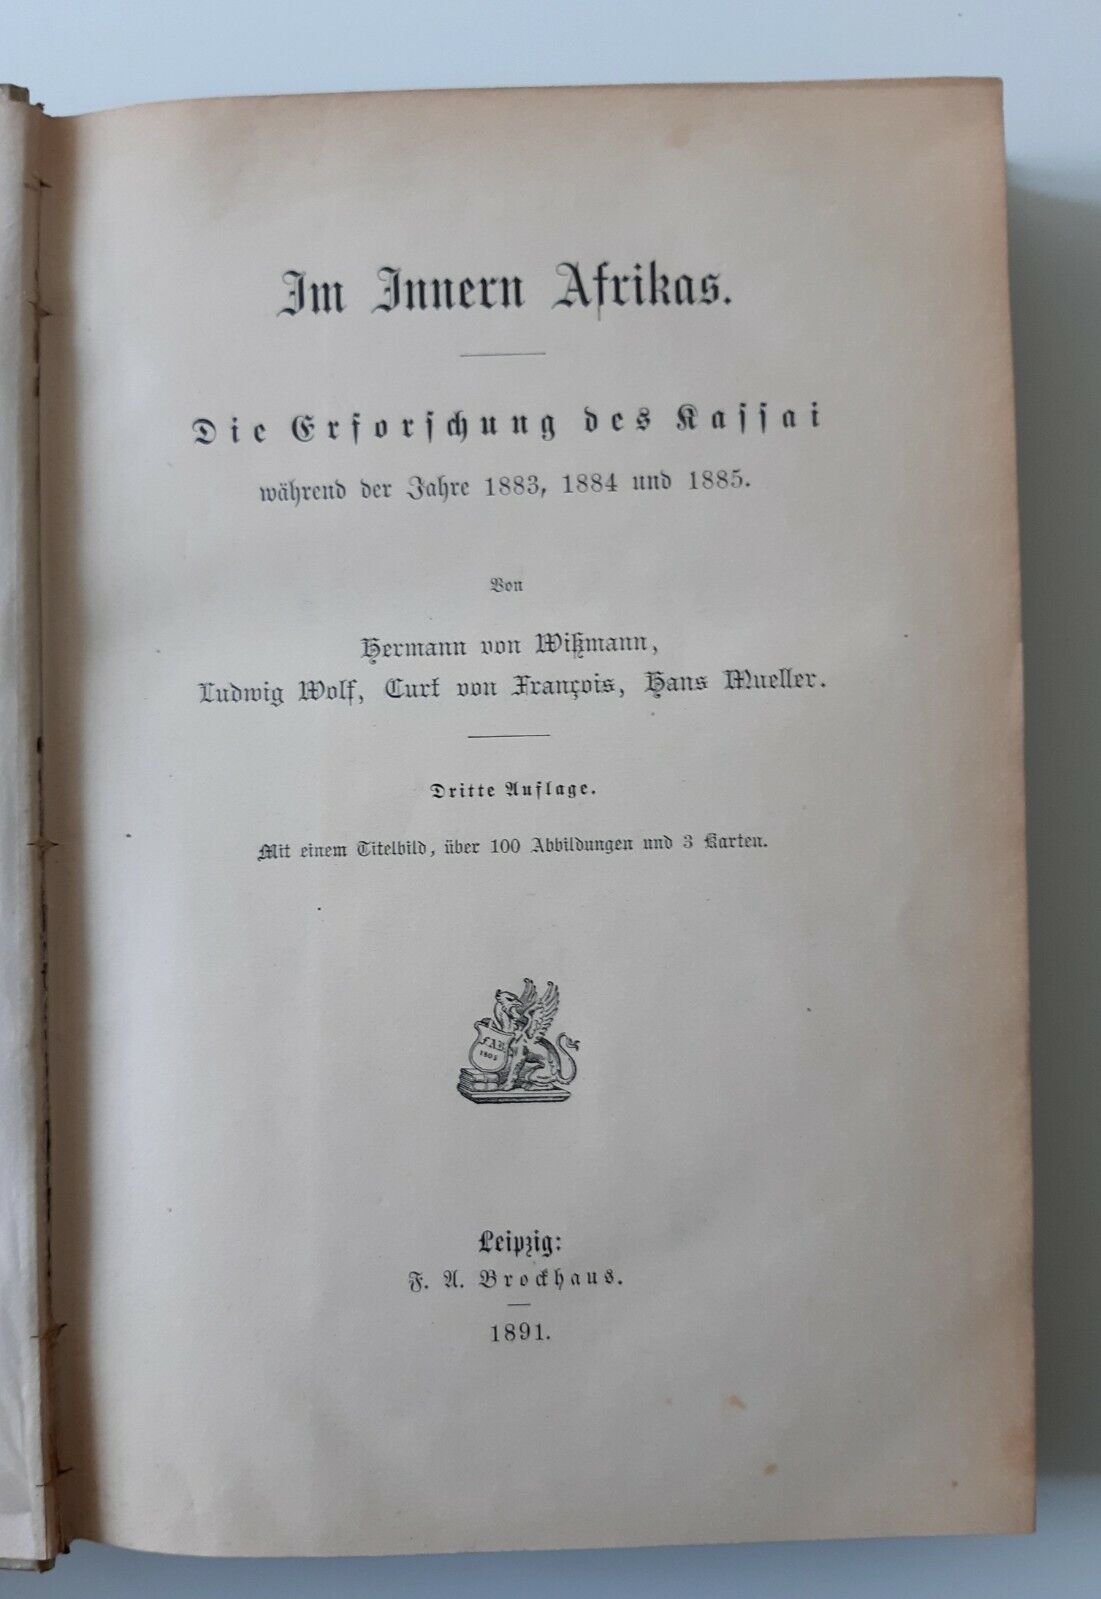 Im Innern Afrikas.
Die Erforschung des Kassai
während der Jahre 1883, 1884 und 1885.
Von
Hermann von Wißmann,
Ludwig Wolf, Curt von François, Hans Mueller.
Dritte Auflage.
Mit einem Titelbild, über 100 Abbildungen und 3 Karten.
F.A.B.
1805
Leipzig:
F. A. Brockhaus.
1891.